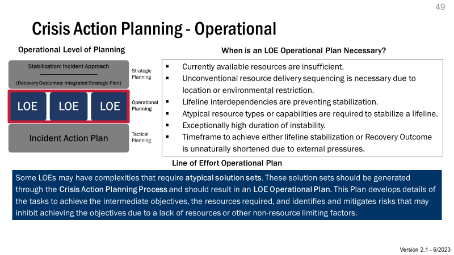 49
Crisis Action Planning - Operational
Operational Level of Planning
When is an LOE Operational Plan Necessary?
Stabilization: Incident Approach
(Recovery Outcomes: Integrated Strategic Plan)
Strategic
Planning
LOE LOE LOE
Operational
Planning
Incident Action Plan
Tactical
Planning
▪ Currently available resources are insufficient.
▪ Unconventional resource delivery sequencing is necessary due to
location or environmental restriction.
▪ Lifeline interdependencies are preventing stabilization.
▪ Atypical resource types or capabilities are required to stabilize a lifeline.
▪ Exceptionally high duration of instability.
▪ Timeframe to achieve either lifeline stabilization or Recovery Outcome
is unnaturally shortened due to external pressures.
Line of Effort Operational Plan
Some LOEs may have complexities that require atypical solution sets. These solution sets should be generated
through the Crisis Action Planning Process and should result in an LOE Operational Plan. This Plan develops details of
the tasks to achieve the intermediate objectives, the resources required, and identifies and mitigates risks that may
inhibit achieving the objectives due to a lack of resources or other non-resource limiting factors.
Version 2.1 - 6/2023